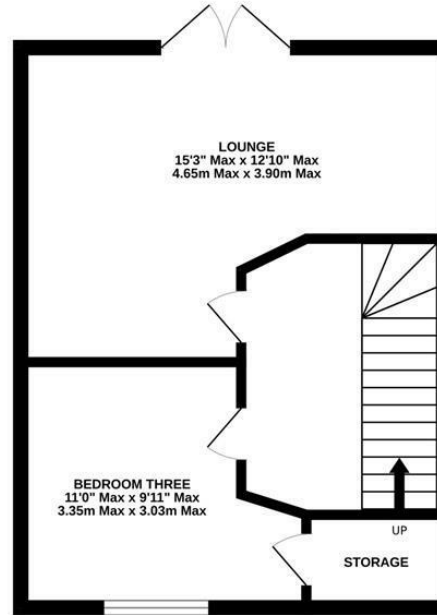 LOUNGE
15'3" Max x 12'10" Max
4.65m Max x 3.90m Max
BEDROOM THREE
11'0" Max x 9'11" Max
3.35m Max x 3.03m Max
UP
STORAGE